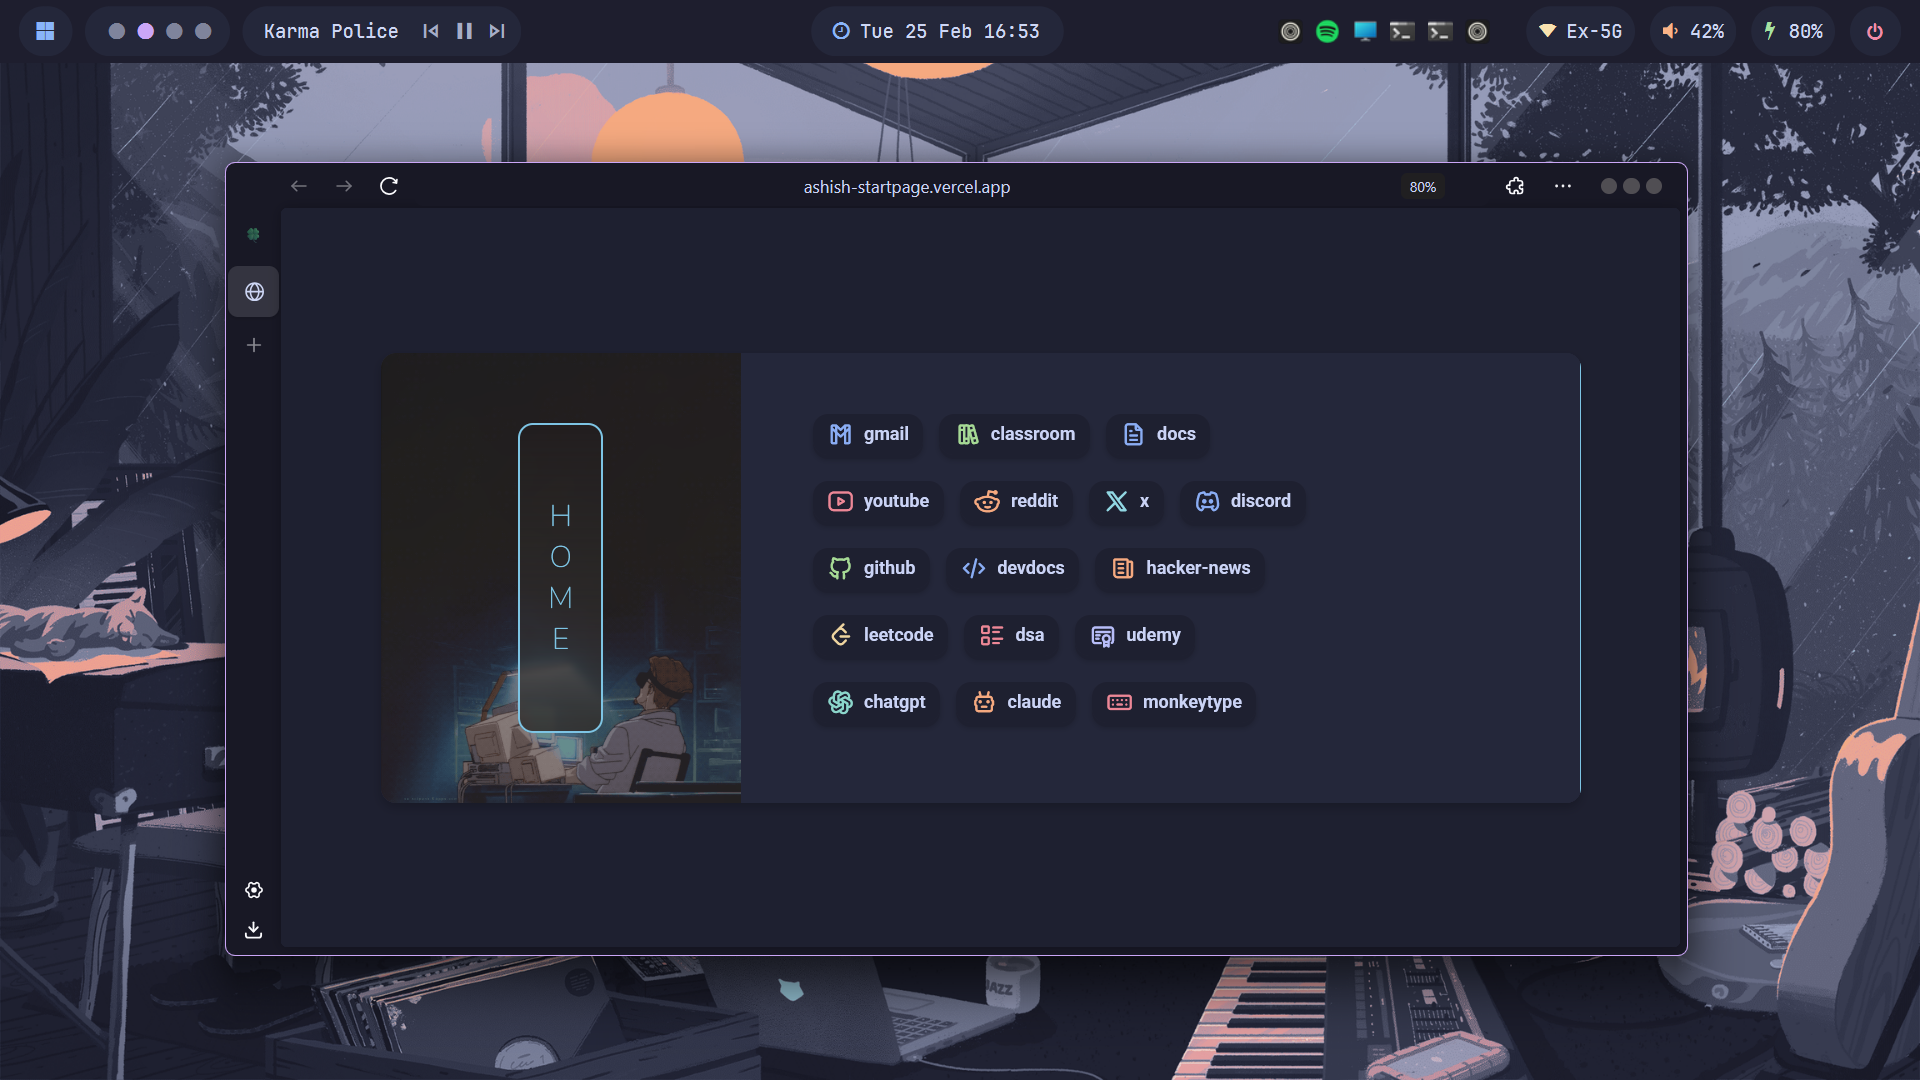 Karma Police
Tue 25 Feb 16:53
Ex-5G
42%
80%
ashish-startpage.vercel.app
80%
HOME
gmail
classroom
docs
youtube
reddit
x
discord
github
devdocs
hacker-news
leetcode
dsa
udemy
chatgpt
claude
monkeytype
JAZZ